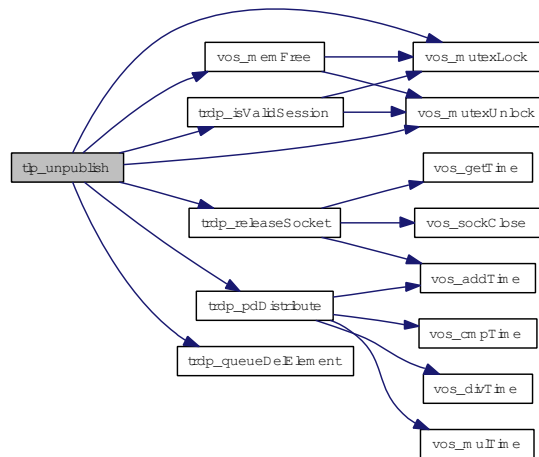 tlp_unpublish
vos_memFree
trdp_isValidSession
trdp_releaseSocket
trdp_pdDistribute
trdp_queueDelElement
vos_mutexLock
vos_mutexUnlock
vos_getTime
vos_sockClose
vos_addTime
vos_cmpTime
vos_divTime
vos_mulTime